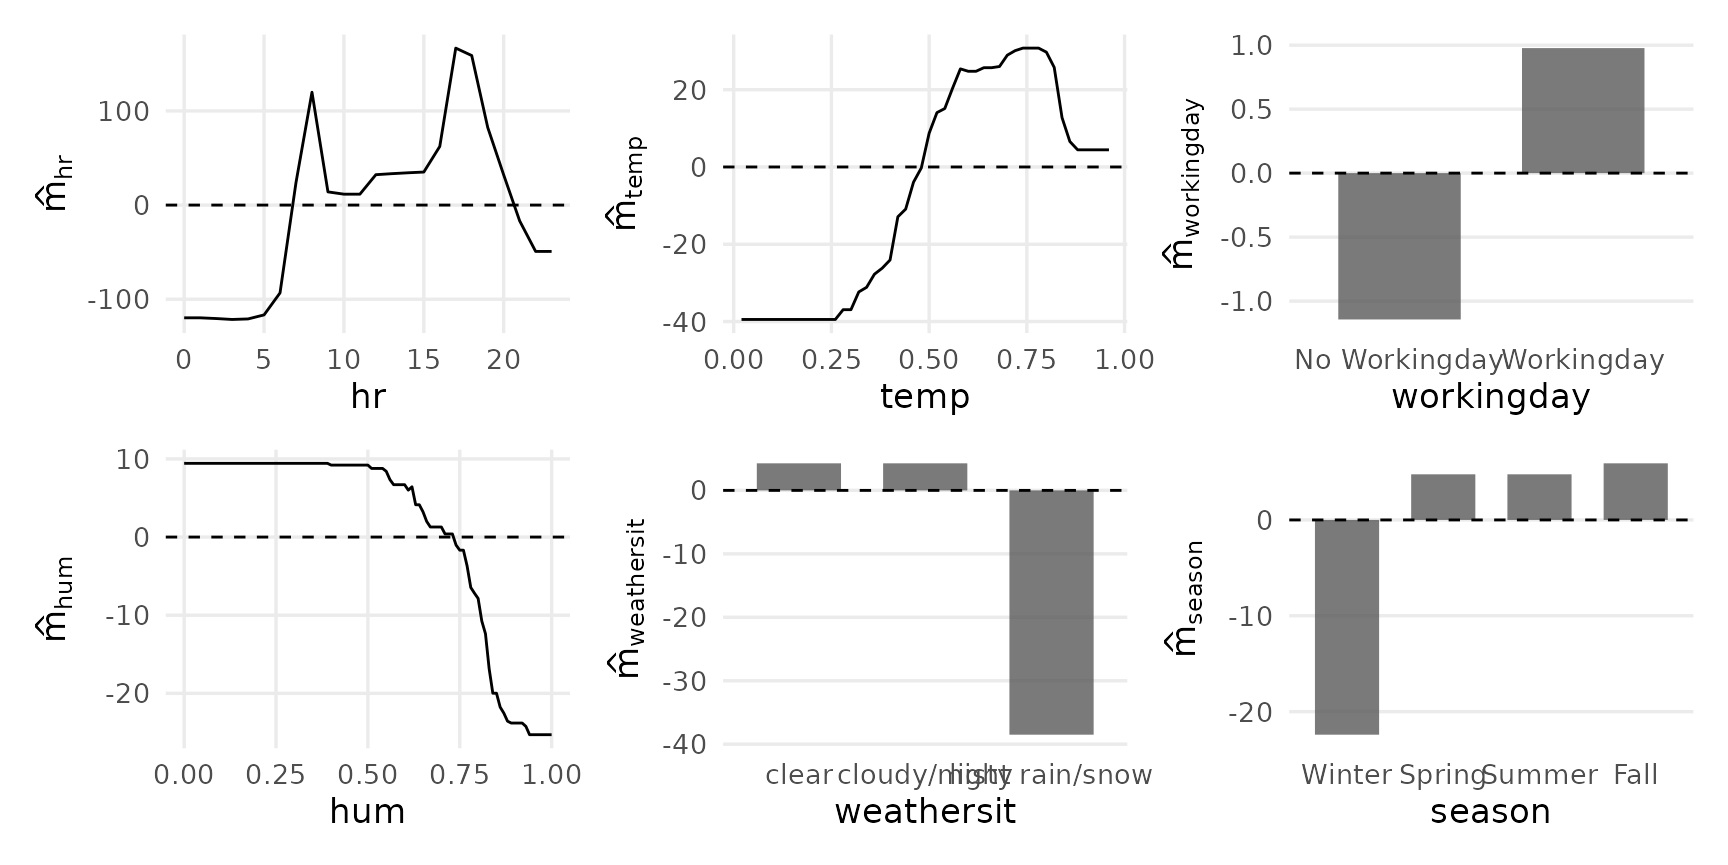 m̂hr
100
0
-100
0 5 10 15 20
hr
m̂temp
20
0
-20
-40
0.00 0.25 0.50 0.75 1.00
temp
m̂workingday
1.0
0.5
0.0
-0.5
-1.0
No Workingday Workingday
workingday
m̂hum
10
0
-10
-20
0.00 0.25 0.50 0.75 1.00
hum
m̂weathersit
0
-10
-20
-30
-40
clear cloudy/misty light rain/snow
weathersit
m̂season
0
-10
-20
Winter Spring Summer Fall
season